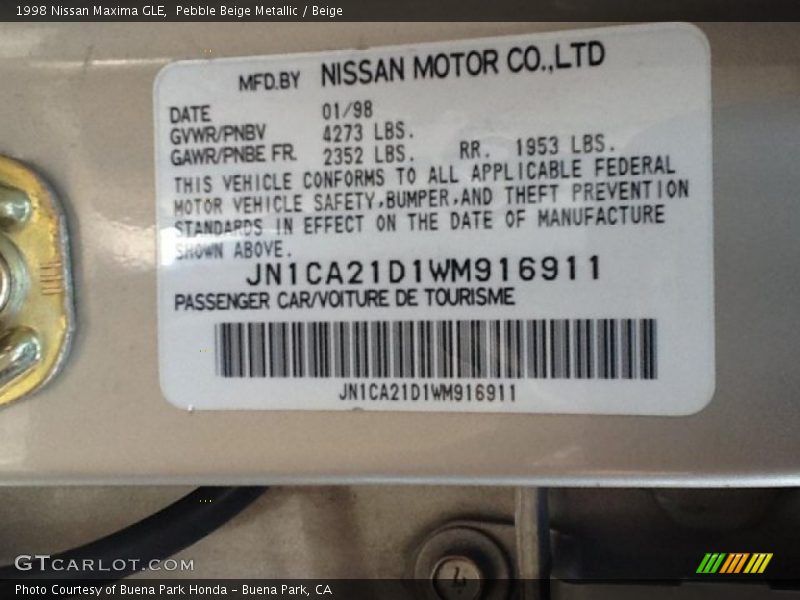 1998 Nissan Maxima GLE,  Pebble Beige Metallic / Beige
MFD.BY NISSAN MOTOR CO.,LTD
DATE 01/98
GVWR/PNBV 4273 LBS.
GAWR/PNBE FR. 2352 LBS. RR. 1953 LBS.
THIS VEHICLE CONFORMS TO ALL APPLICABLE FEDERAL
MOTOR VEHICLE SAFETY,BUMPER,AND THEFT PREVENTION
STANDARDS IN EFFECT ON THE DATE OF MANUFACTURE
SHOWN ABOVE.
JN1CA21D1WM916911
PASSENGER CAR/VOITURE DE TOURISME
JN1CA21D1WM916911
4
GTCARLOT.COM
Photo Courtesy of Buena Park Honda - Buena Park, CA